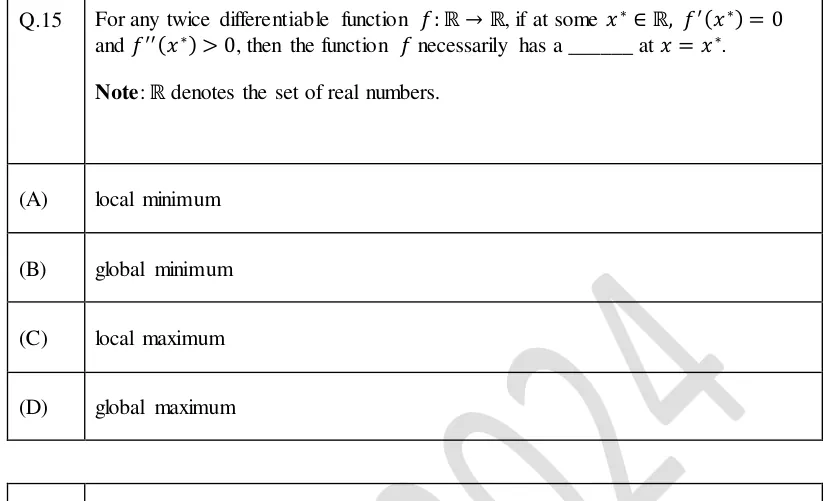 Q.15 For any twice differentiable function f: ℝ → ℝ, if at some x* ∈ ℝ, f′(x*) = 0
and f′′(x*) > 0, then the function f necessarily has a ______ at x = x*.
Note: ℝ denotes the set of real numbers.
(A) local minimum
(B) global minimum
(C) local maximum
(D) global maximum
2024